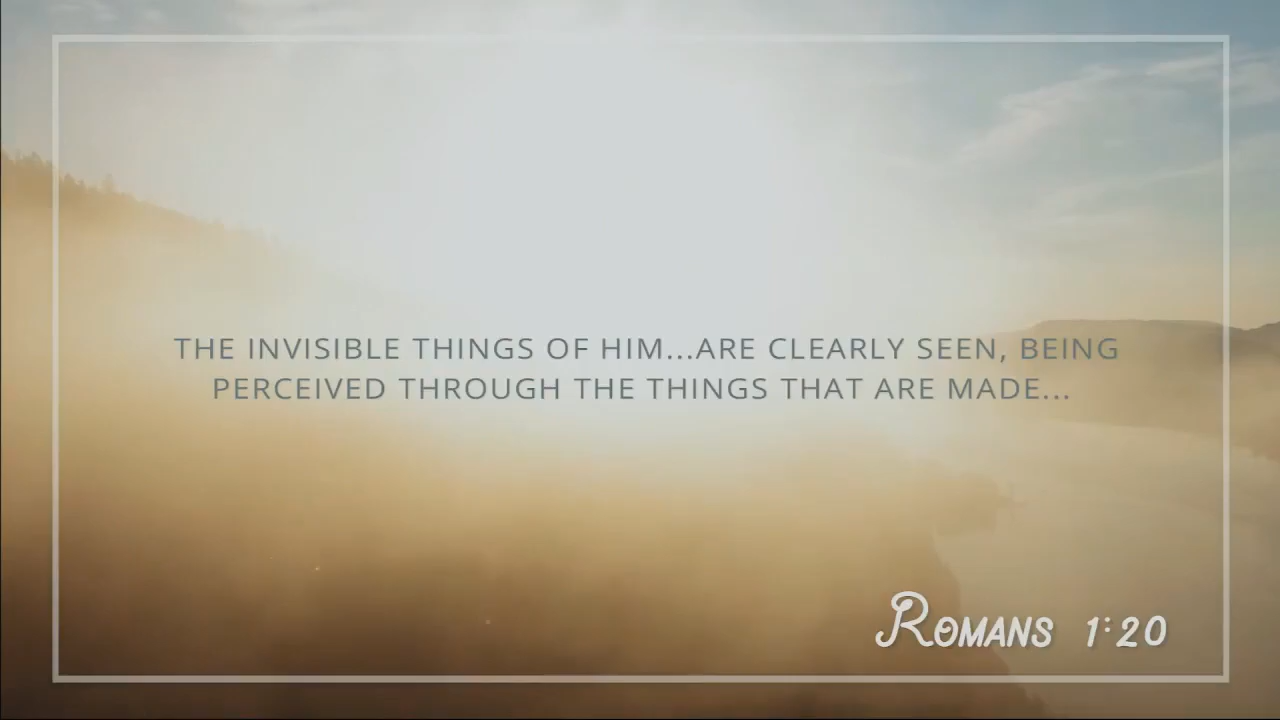 THE INVISIBLE THINGS OF HIM...ARE CLEARLY SEEN, BEING
PERCEIVED THROUGH THE THINGS THAT ARE MADE...
ROMANS 1:20